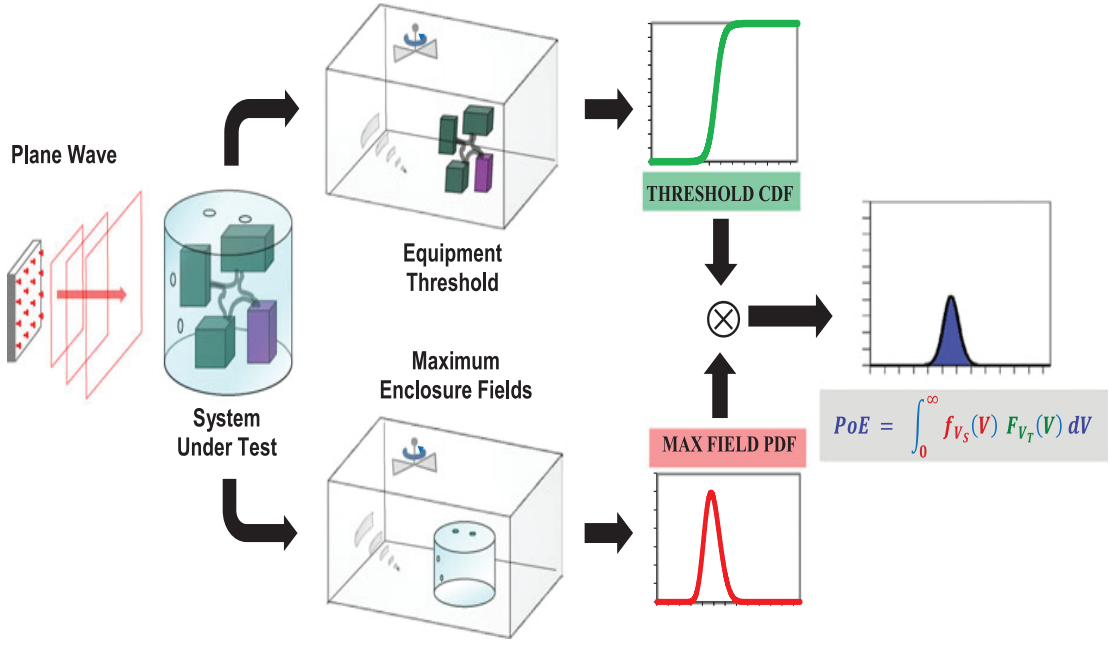 Plane Wave
System
Under Test
Equipment
Threshold
Maximum
Enclosure Fields
THRESHOLD CDF
MAX FIELD PDF
PoE = ∫₀^∞ f_{V_S}(V) F_{V_T}(V) dV